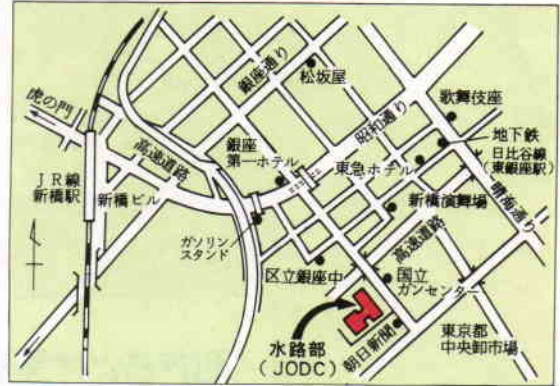 銀座通り
松坂屋
虎の門
昭和通り
歌舞伎座
高速道路
地下鉄
日比谷線
(東銀座駅)
銀座
第一ホテル
東急ホテル
JR線
新橋駅
新橋ビル
新橋演舞場
晴海通り
ガソリン
スタンド
高速道路
区立銀座中
国立
ガンセンター
水路部
(JODC)
朝日新聞
東京都
中央卸市場